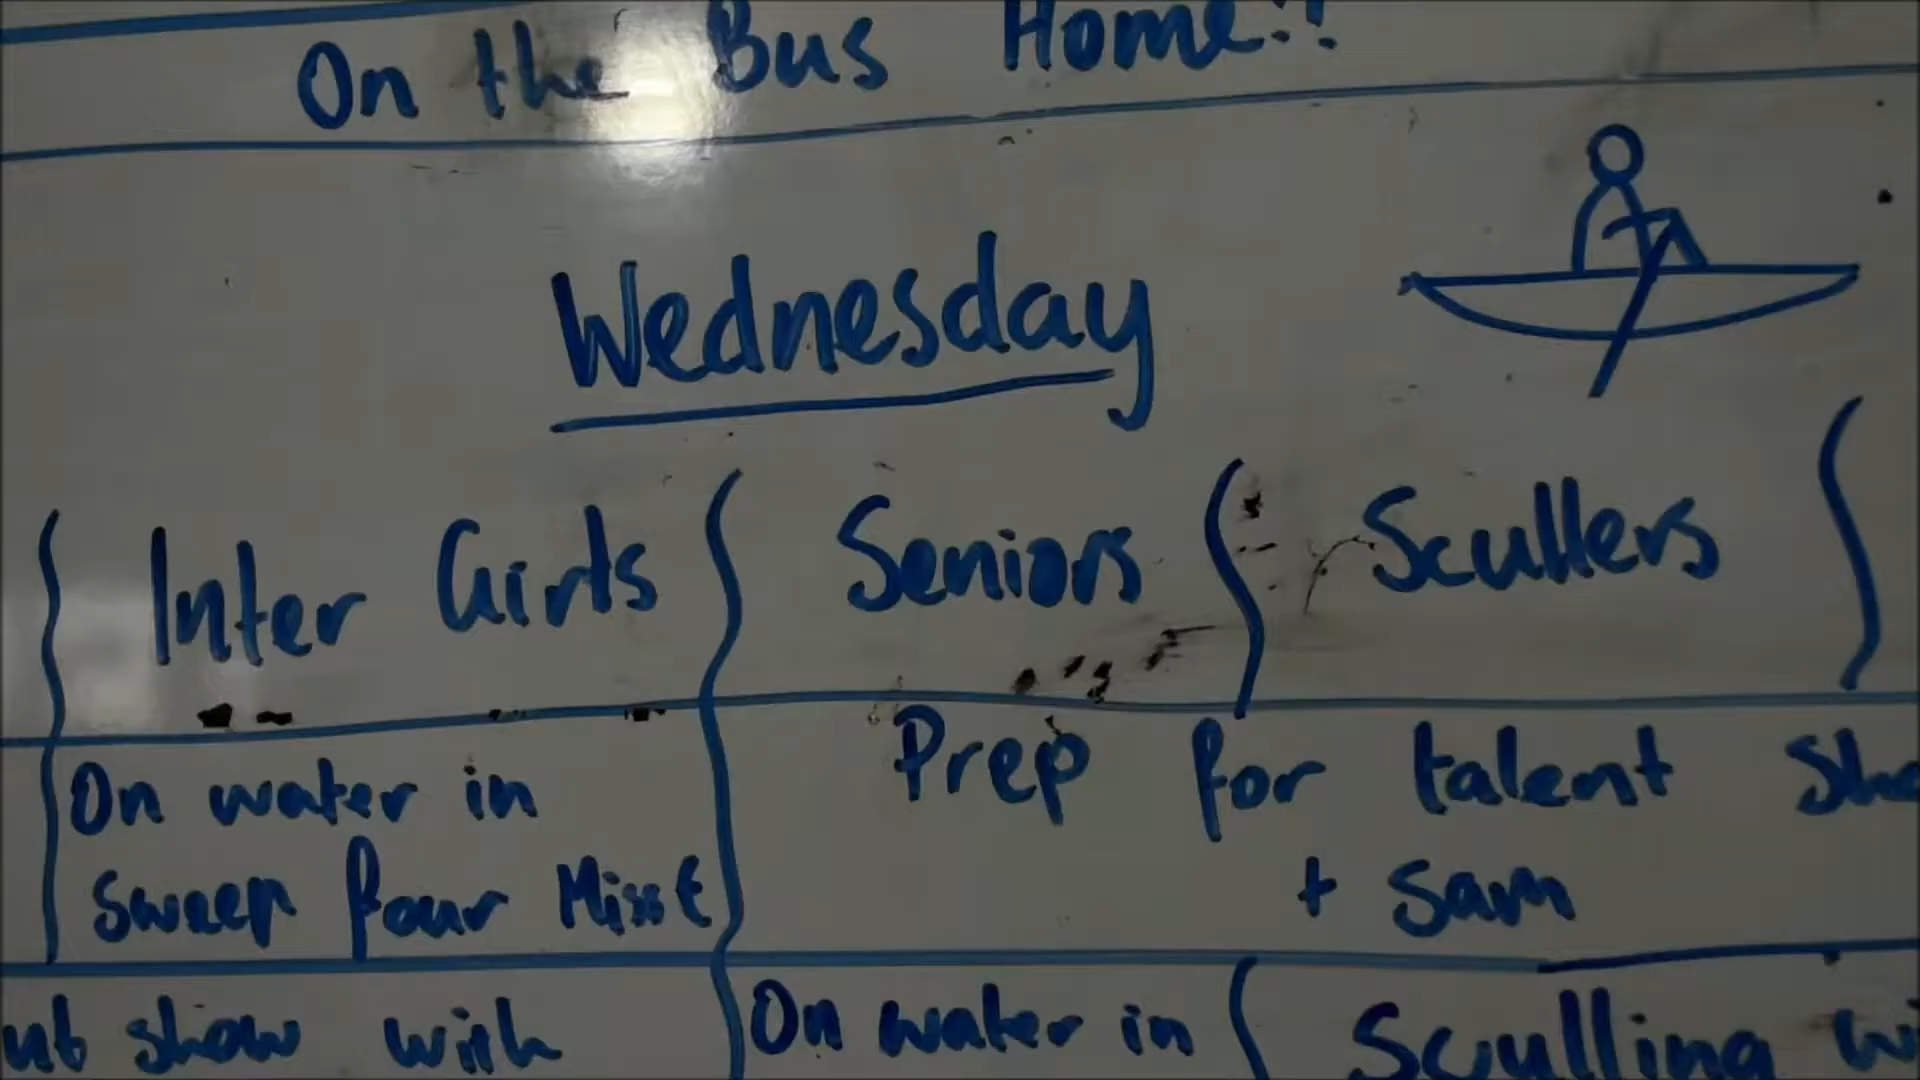 On the Bus Home!!
Wednesday
Inter Girls
Seniors
Scullers
On water in
sweep four Miss E
Prep for talent
+ Sam
show with
On water in
Sculling